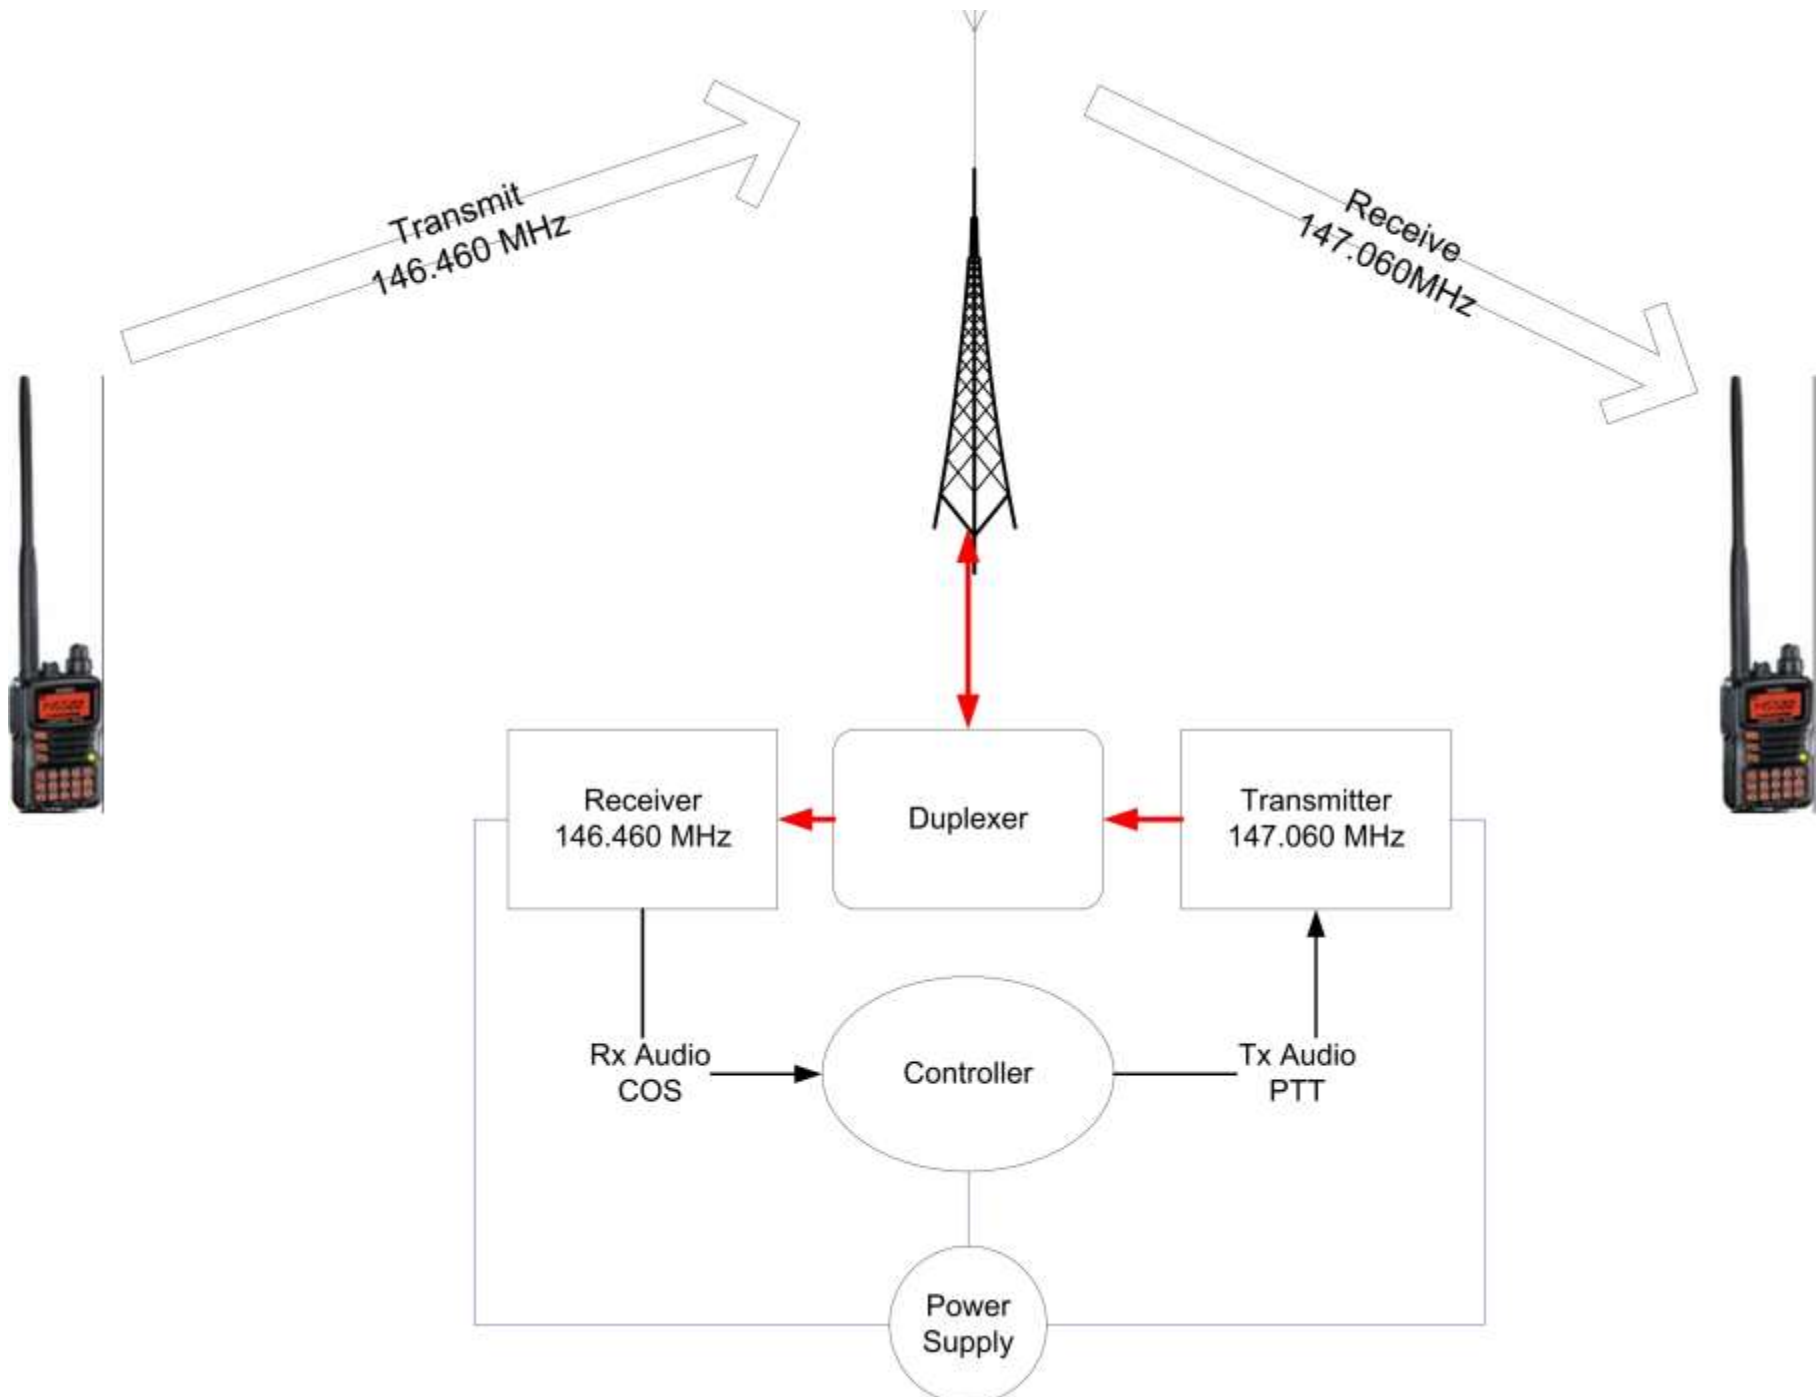 Transmit
146.460 MHz
Receive
147.060MHz
Receiver
146.460 MHz
Duplexer
Transmitter
147.060 MHz
Rx Audio
COS
Controller
Tx Audio
PTT
Power
Supply